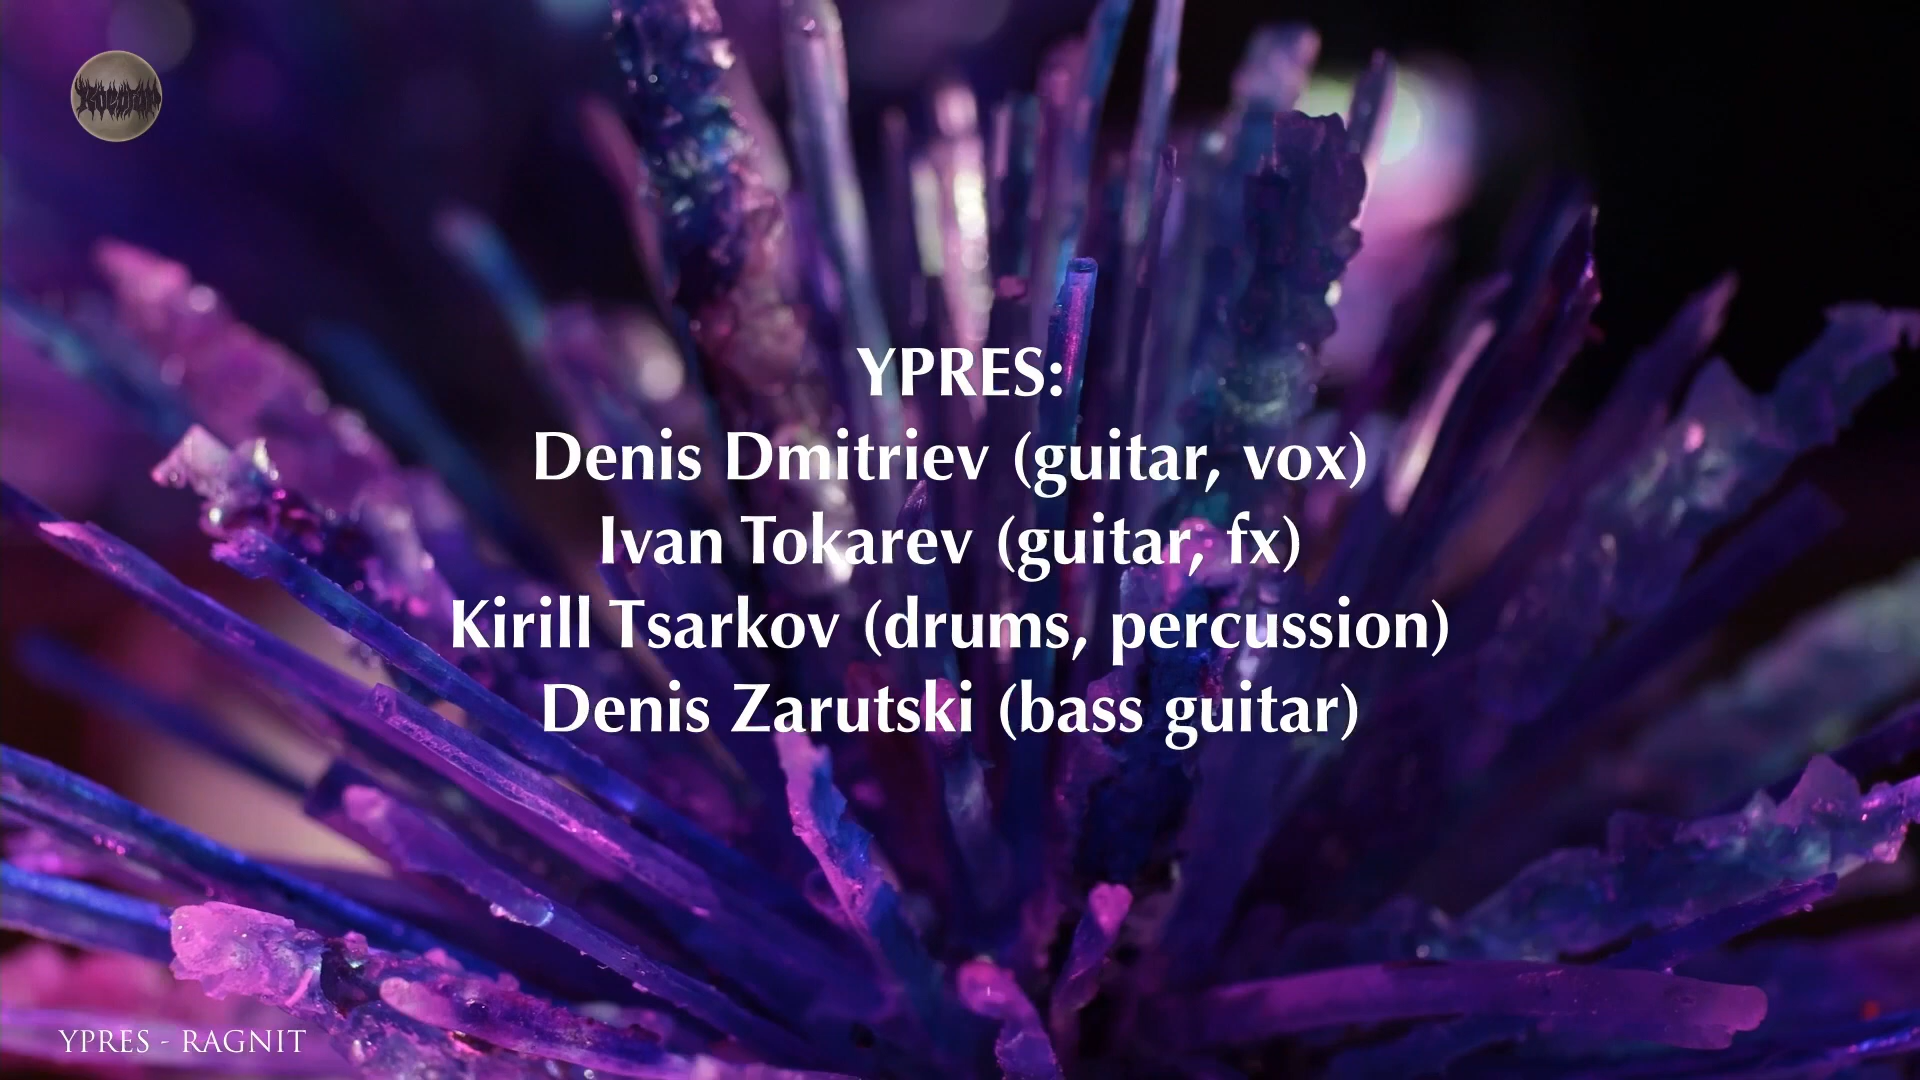 YPRES:
Denis Dmitriev (guitar, vox)
Ivan Tokarev (guitar, fx)
Kirill Tsarkov (drums, percussion)
Denis Zarutski (bass guitar)
YPRES - RAGNIT